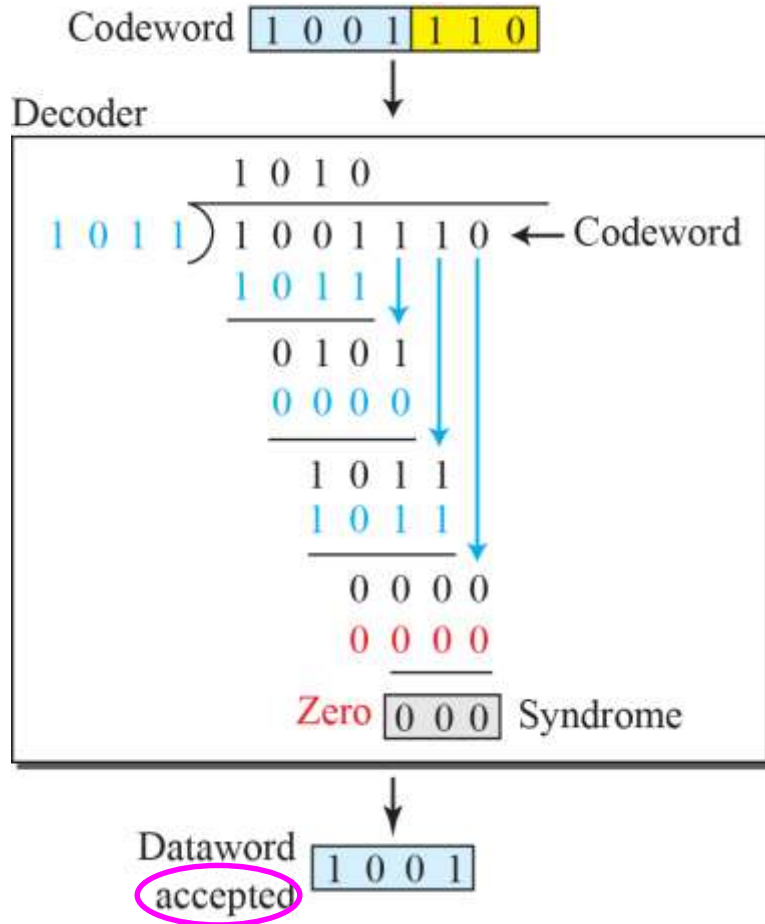 Codeword 1 0 0 1 1 1 0
Decoder
1 0 1 0
1 0 1 1 1 0 0 1 1 1 0 Codeword
1 0 1 1
0 1 0 1
0 0 0 0
1 0 1 1
1 0 1 1
0 0 0 0
0 0 0 0
Zero 0 0 0 Syndrome
Dataword
accepted 1 0 0 1